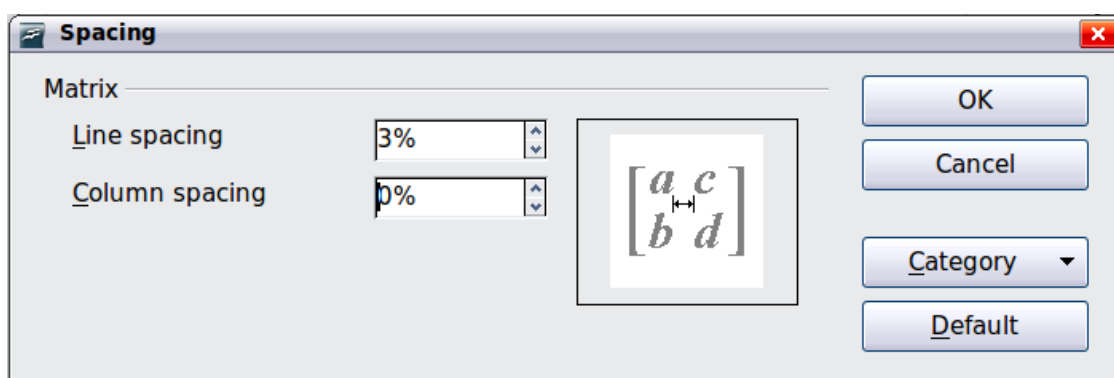 Spacing
Matrix
Line spacing 3%
Column spacing 0%
a c
b d
OK
Cancel
Category
Default